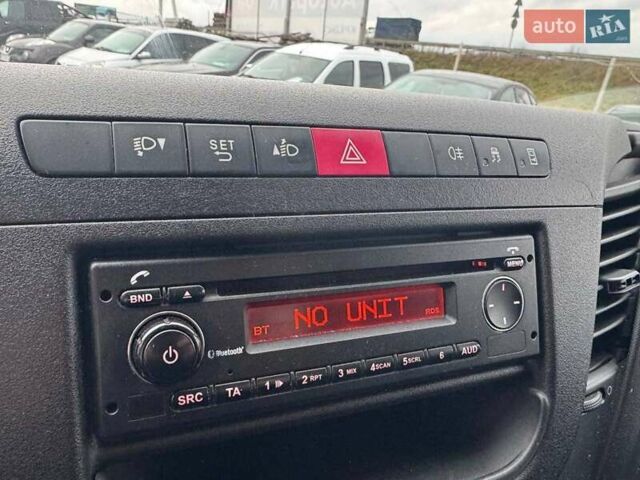 auto RIA
SET
BND
MENU
BT NO UNIT RDS
Bluetooth
SRC TA 1 2 RPT 3 MIX 4 SCAN 5 SCRL 6 AUD